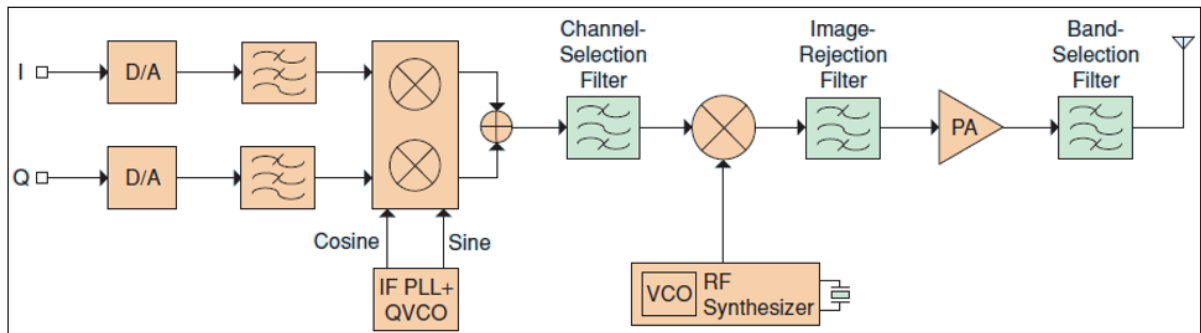 Channel-
Selection
Filter
Image-
Rejection
Filter
Band-
Selection
Filter
I
D/A
PA
Q
D/A
Cosine
Sine
IF PLL+
QVCO
VCO
RF
Synthesizer